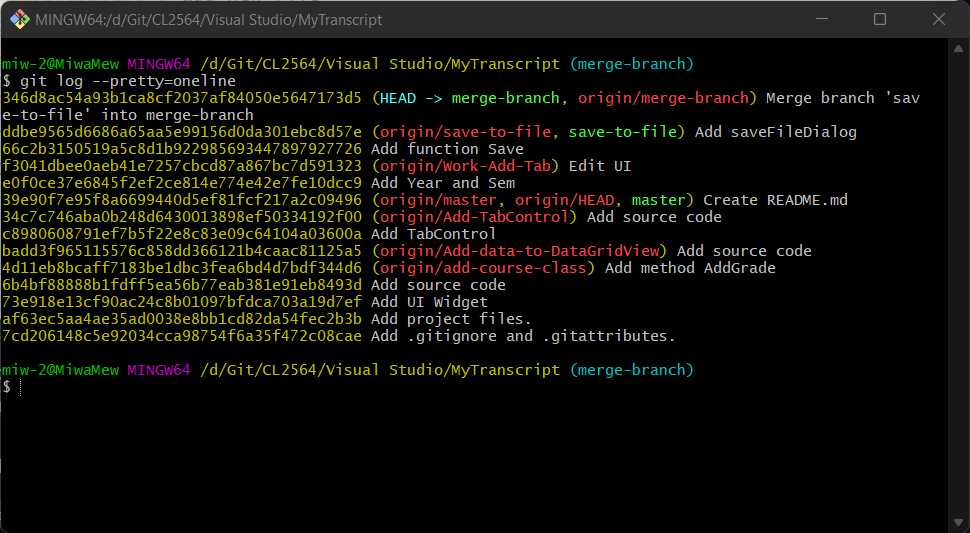 MINGW64:/d/Git/CL2564/Visual Studio/MyTranscript
miw-2@MiwaMew MINGW64 /d/Git/CL2564/Visual Studio/MyTranscript (merge-branch)
$ git log --pretty=oneline
346d8ac54a93b1ca8cf2037af84050e5647173d5 (HEAD -> merge-branch, origin/merge-branch) Merge branch 'sav
e-to-file' into merge-branch
ddbe9565d6686a65aa5e99156d0da301ebc8d57e (origin/save-to-file, save-to-file) Add saveFileDialog
66c2b3150519a5c8d1b922985693447897927726 Add function Save
f3041dbee0aeb41e7257cbcd87a867bc7d591323 (origin/Work-Add-Tab) Edit UI
e0f0ce37e6845f2ef2ce814e774e42e7fe10dcc9 Add Year and Sem
39e90f7e95f8a6699440d5ef81fcf217a2c09496 (origin/master, origin/HEAD, master) Create README.md
34c7c746aba0b248d6430013898ef50334192f00 (origin/Add-TabControl) Add source code
c8980608791ef7b5f22e8c83e09c64104a03600a Add TabControl
badd3f965115576c858dd366121b4caac81125a5 (origin/Add-data-to-DataGridView) Add source code
4d11eb8bcaff7183be1dbc3fea6bd4d7bdf344d6 (origin/add-course-class) Add method AddGrade
6b4bf88888b1fdff5ea56b77eab381e91eb8493d Add source code
73e918e13cf90ac24c8b01097bfdca703a19d7ef Add UI Widget
af63ec5aa4ae35ad0038e8bb1cd82da54fec2b3b Add project files.
7cd206148c5e92034cca98754f6a35f472c08cae Add .gitignore and .gitattributes.
miw-2@MiwaMew MINGW64 /d/Git/CL2564/Visual Studio/MyTranscript (merge-branch)
$